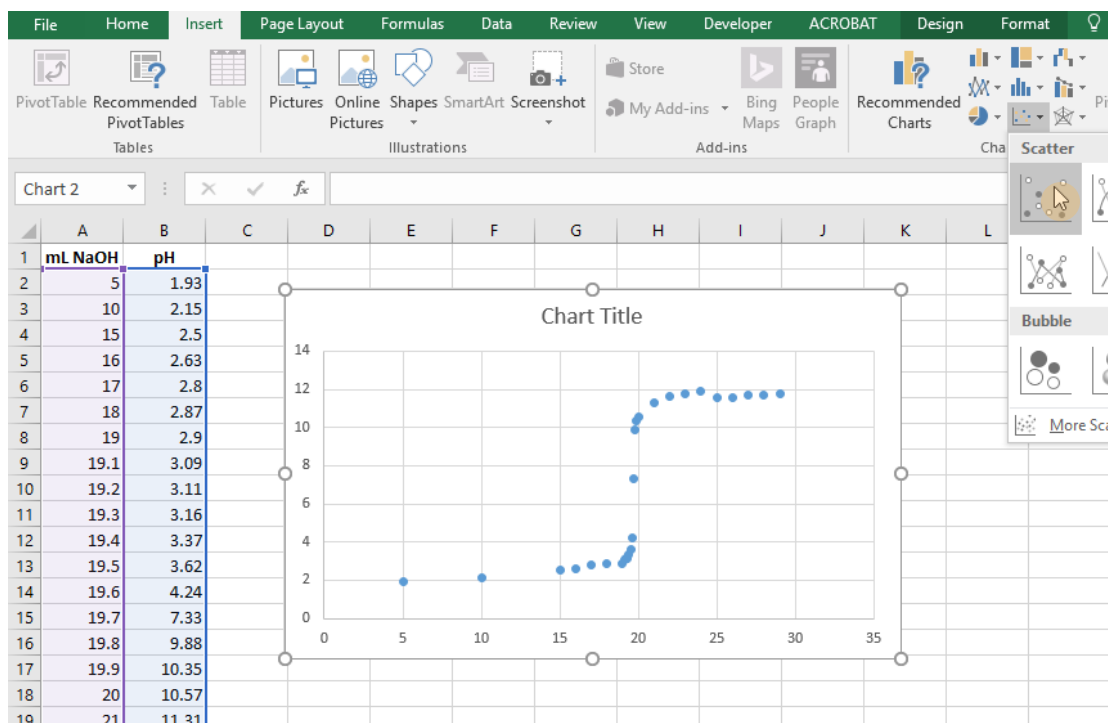 File Home Insert Page Layout Formulas Data Review View Developer ACROBAT Design Format
PivotTable Recommended PivotTables Table Pictures Online Pictures Shapes SmartArt Screenshot Store My Add-ins Bing Maps People Graph Recommended Charts
Tables Illustrations Add-ins Cha
Scatter
Chart 2 fx
A B C D E F G H I J K L
1 mL NaOH pH
2 5 1.93
3 10 2.15
4 15 2.5
5 16 2.63
6 17 2.8
7 18 2.87
8 19 2.9
9 19.1 3.09
10 19.2 3.11
11 19.3 3.16
12 19.4 3.37
13 19.5 3.62
14 19.6 4.24
15 19.7 7.33
16 19.8 9.88
17 19.9 10.35
18 20 10.57
19 21 11.31
Chart Title
14
12
10
8
6
4
2
0
0 5 10 15 20 25 30 35
Bubble
More Sca